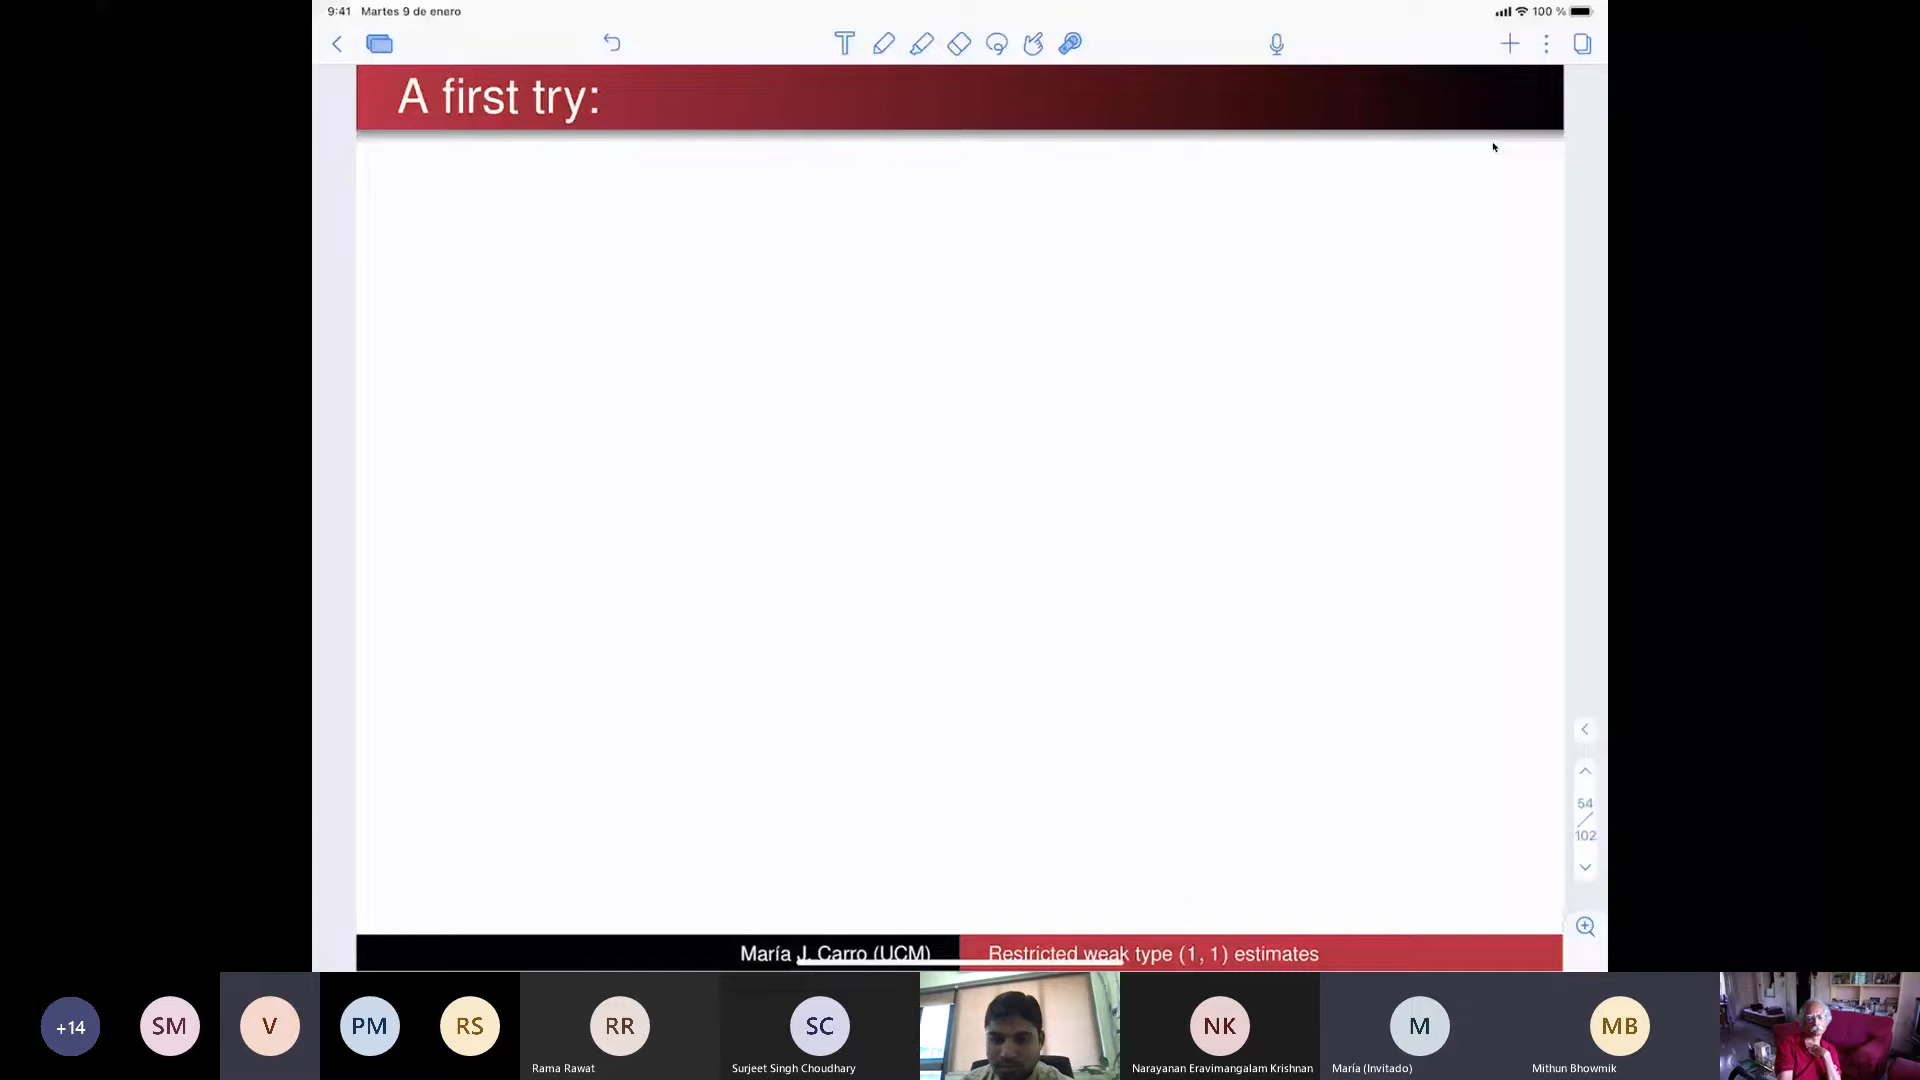 9:41 Martes 9 de enero
100 %
A first try:
54
102
María J. Carro (UCM) Restricted weak type (1, 1) estimates
+14 SM V PM RS RR SC NK M MB
Rama Rawat Surjeet Singh Choudhary Narayanan Eravimangalam Krishnan María (Invitado) Mithun Bhowmik